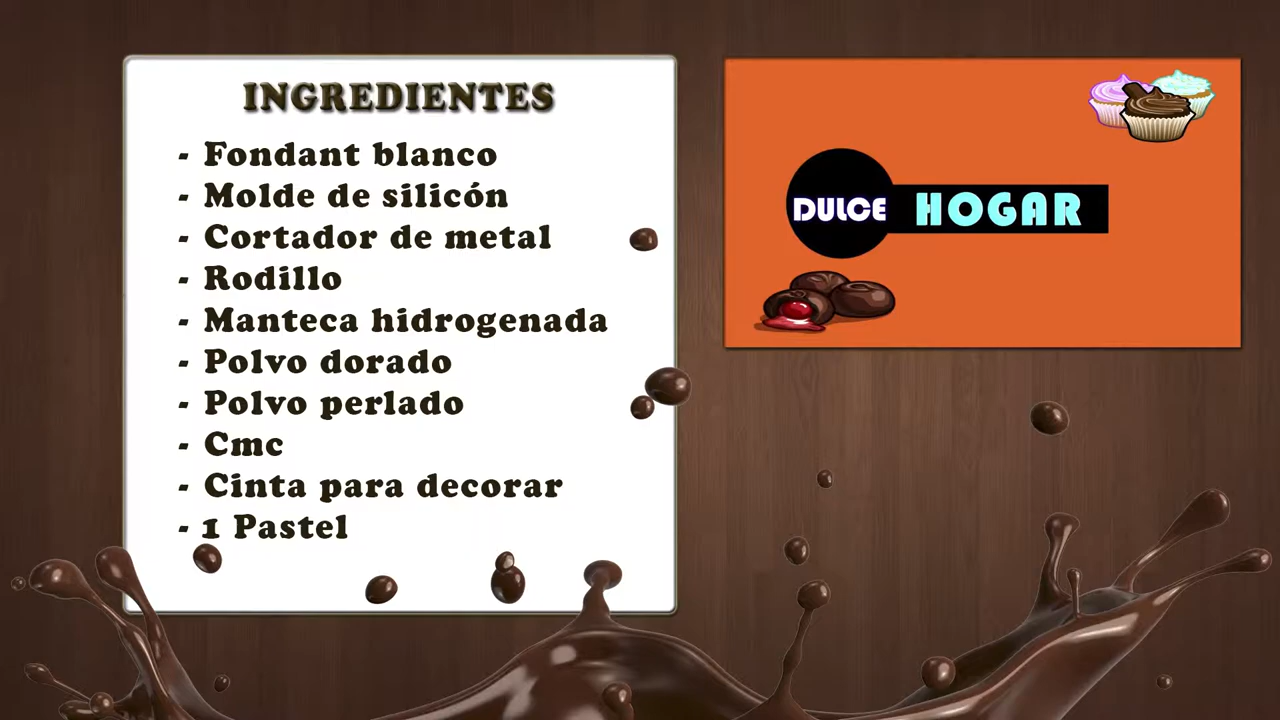 INGREDIENTES
- Fondant blanco
- Molde de silicón
- Cortador de metal
- Rodillo
- Manteca hidrogenada
- Polvo dorado
- Polvo perlado
- Cmc
- Cinta para decorar
- 1 Pastel
DULCE HOGAR